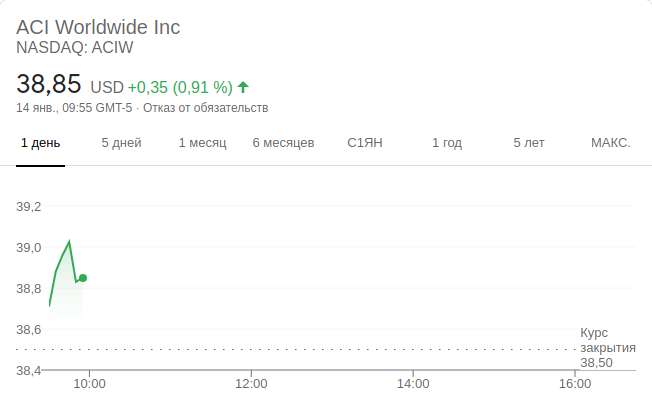 ACI Worldwide Inc
NASDAQ: ACIW
38,85 USD +0,35 (0,91 %)
14 янв., 09:55 GMT-5 · Отказ от обязательств
1 день 5 дней 1 месяц 6 месяцев С1ЯН 1 год 5 лет МАКС.
39,2
39,0
38,8
38,6
Курс
закрытия
38,50
38,4
10:00 12:00 14:00 16:00